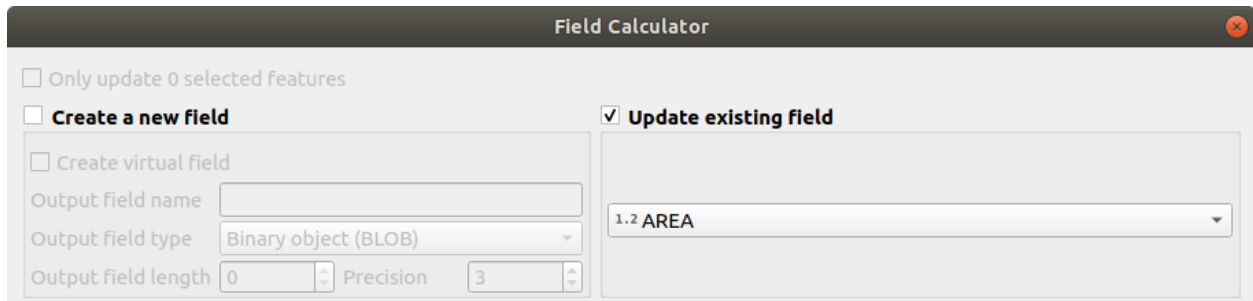 Field Calculator
Only update 0 selected features
Create a new field
Create virtual field
Output field name
Output field type Binary object (BLOB)
Output field length 0 Precision 3
Update existing field
1.2 AREA